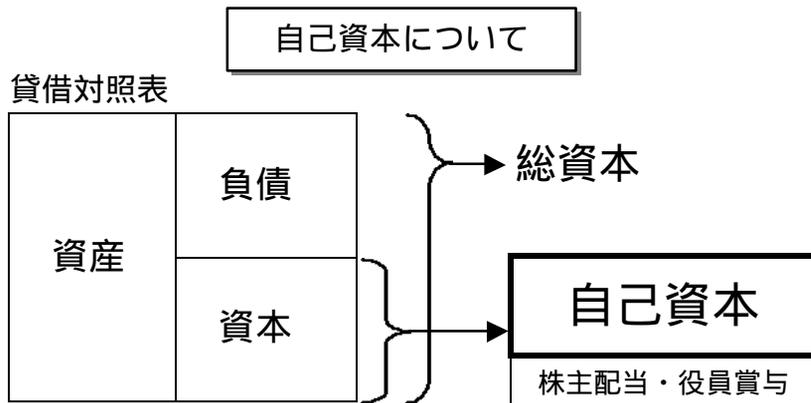 自己資本について
貸借対照表
資産
負債
資本
総資本
自己資本
株主配当・役員賞与